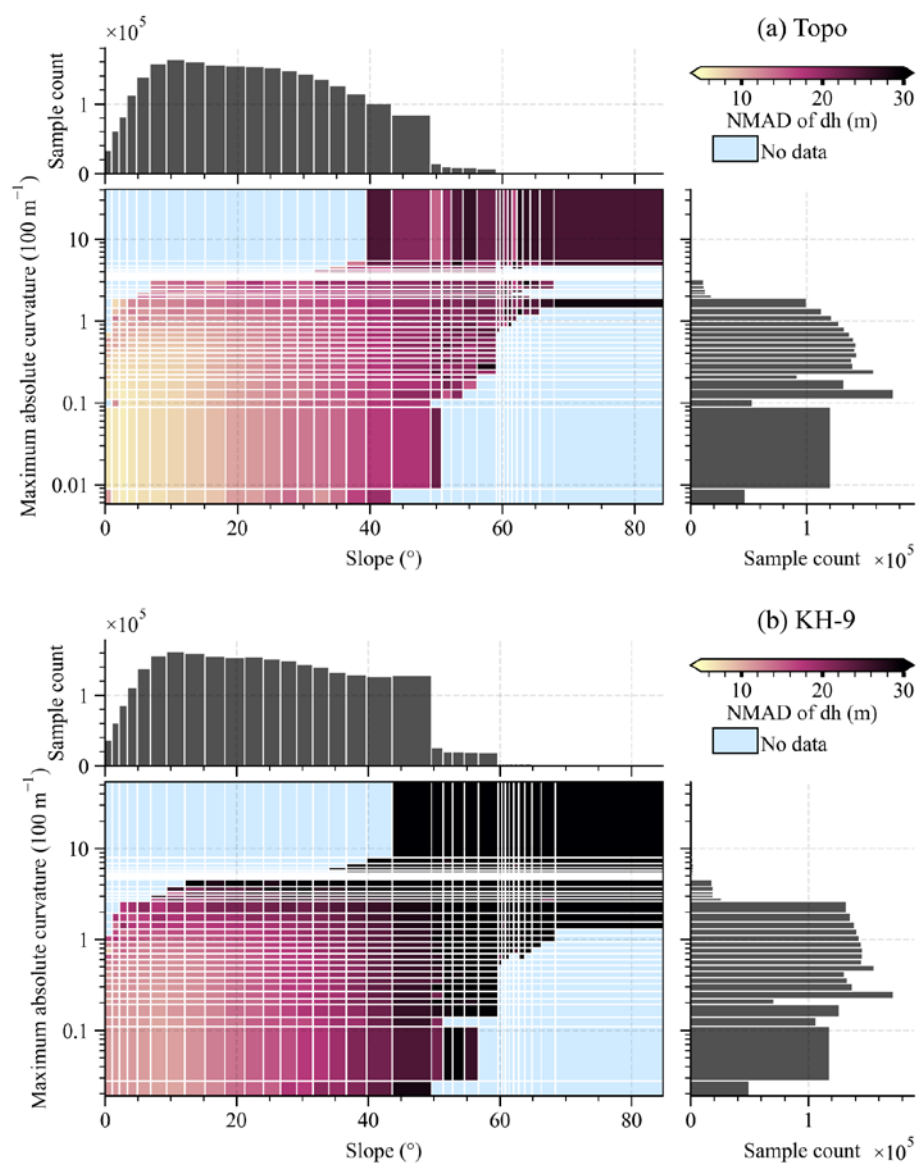 ×10⁵
Sample count
1
0
(a) Topo
10 20 30
NMAD of dh (m)
No data
Maximum absolute curvature (100 m⁻¹)
10
1
0.1
0.01
0 20 40 60 80
Slope (°)
0 1
Sample count ×10⁵
×10⁵
Sample count
1
0
(b) KH-9
10 20 30
NMAD of dh (m)
No data
Maximum absolute curvature (100 m⁻¹)
10
1
0.1
0 20 40 60 80
Slope (°)
0 1
Sample count ×10⁵